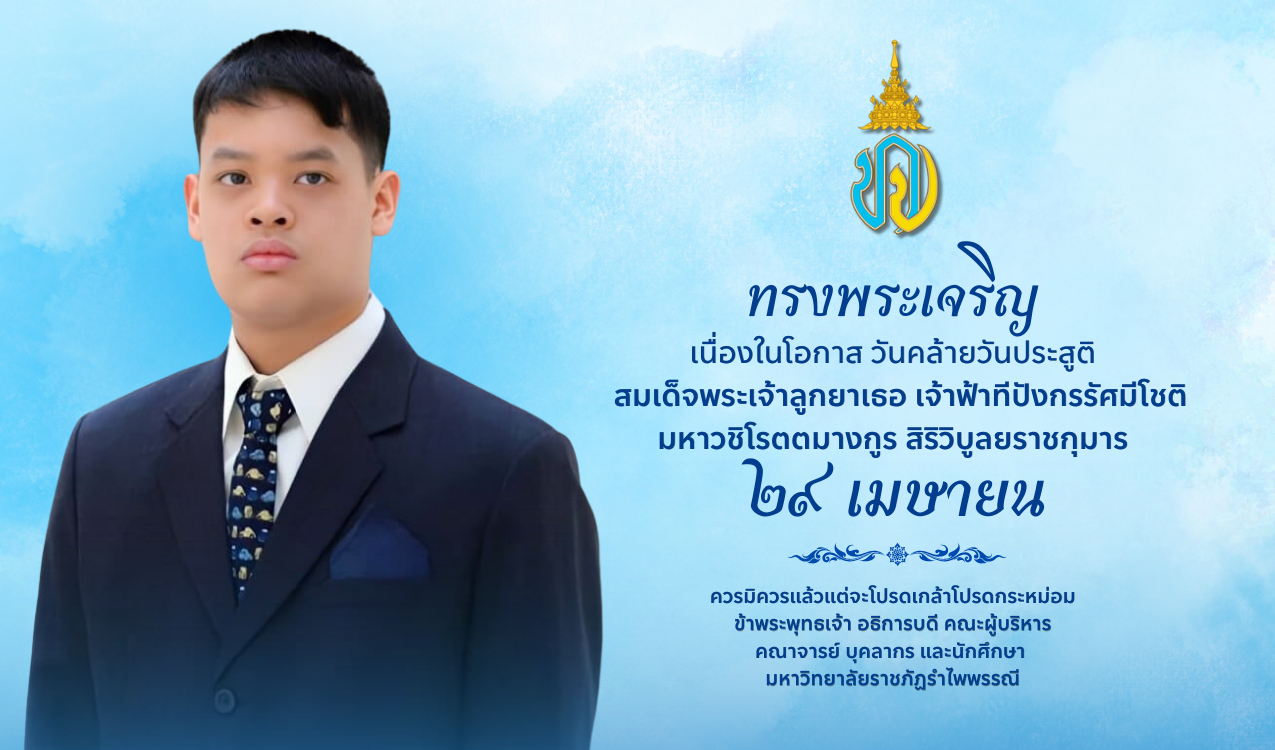 ทรงพระเจริญ
เนื่องในโอกาส วันคล้ายวันประสูติ
สมเด็จพระเจ้าลูกยาเธอ เจ้าฟ้าทีปังกรรัศมีโชติ
มหาวชิโรตตมางกูร สิริวิบูลยราชกุมาร
๒๙ เมษายน
ควรมิควรแล้วแต่จะโปรดเกล้าโปรดกระหม่อม
ข้าพระพุทธเจ้า อธิการบดี คณะผู้บริหาร
คณาจารย์ บุคลากร และนักศึกษา
มหาวิทยาลัยราชภัฏรำไพพรรณี